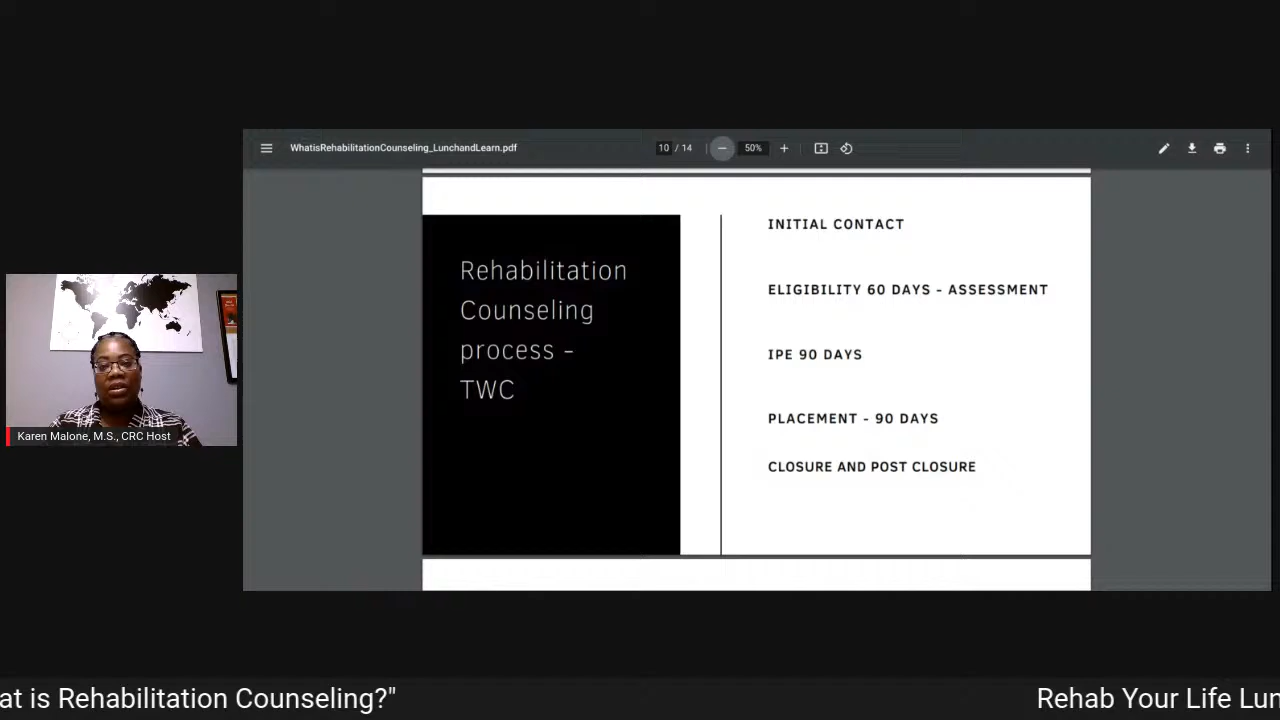 WhatisRehabilitationCounseling_LunchandLearn.pdf
10 / 14
50%
Rehabilitation
Counseling
process -
TWC
INITIAL CONTACT
ELIGIBILITY 60 DAYS - ASSESSMENT
IPE 90 DAYS
PLACEMENT - 90 DAYS
CLOSURE AND POST CLOSURE
Karen Malone, M.S., CRC Host
at is Rehabilitation Counseling?"
Rehab Your Life Lun